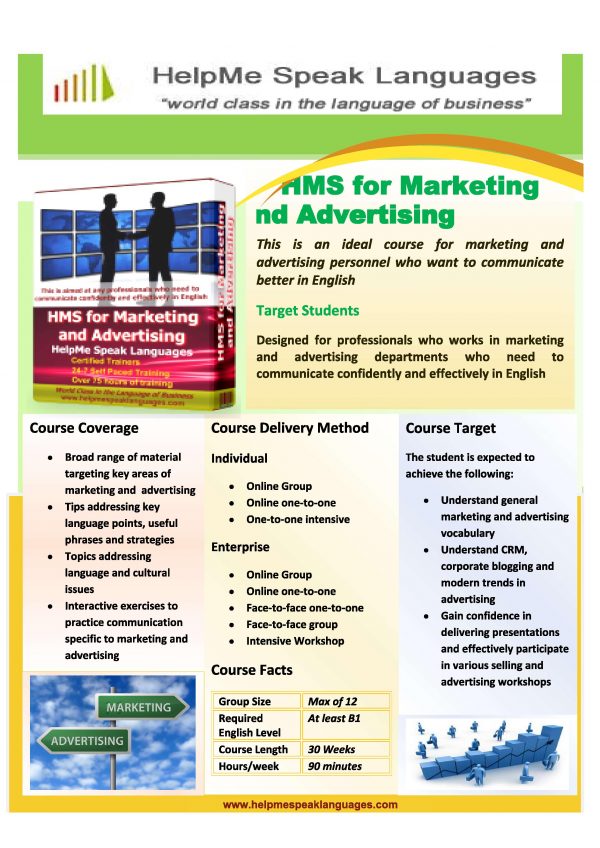 HelpMe Speak Languages
“world class in the language of business”
HMS for Marketing
nd Advertising
This is an ideal course for marketing and
advertising personnel who want to communicate
better in English
Target Students
Designed for professionals who works in marketing
and advertising departments who need to
communicate confidently and effectively in English
This is aimed at any professionals who need to
communicate confidently and effectively in English
HMS for Marketing
and Advertising
HelpMe Speak Languages
Certified Trainers
24-7 Self Paced Training
Over 75 hours of training
World Class in the Language of Business
www.helpmespeaklanguages.com
HMS for Marketing
and Advertising
Course Coverage
• Broad range of material
targeting key areas of
marketing and advertising
• Tips addressing key
language points, useful
phrases and strategies
• Topics addressing
language and cultural
issues
• Interactive exercises to
practice communication
specific to marketing and
advertising
MARKETING
ADVERTISING
Course Delivery Method
Individual
• Online Group
• Online one-to-one
• One-to-one intensive
Enterprise
• Online Group
• Online one-to-one
• Face-to-face one-to-one
• Face-to-face group
• Intensive Workshop
Course Facts
Group Size Max of 12
Required At least B1
English Level
Course Length 30 Weeks
Hours/week 90 minutes
Course Target
The student is expected to
achieve the following:
• Understand general
marketing and advertising
vocabulary
• Understand CRM,
corporate blogging and
modern trends in
advertising
• Gain confidence in
delivering presentations
and effectively participate
in various selling and
advertising workshops
www.helpmespeaklanguages.com